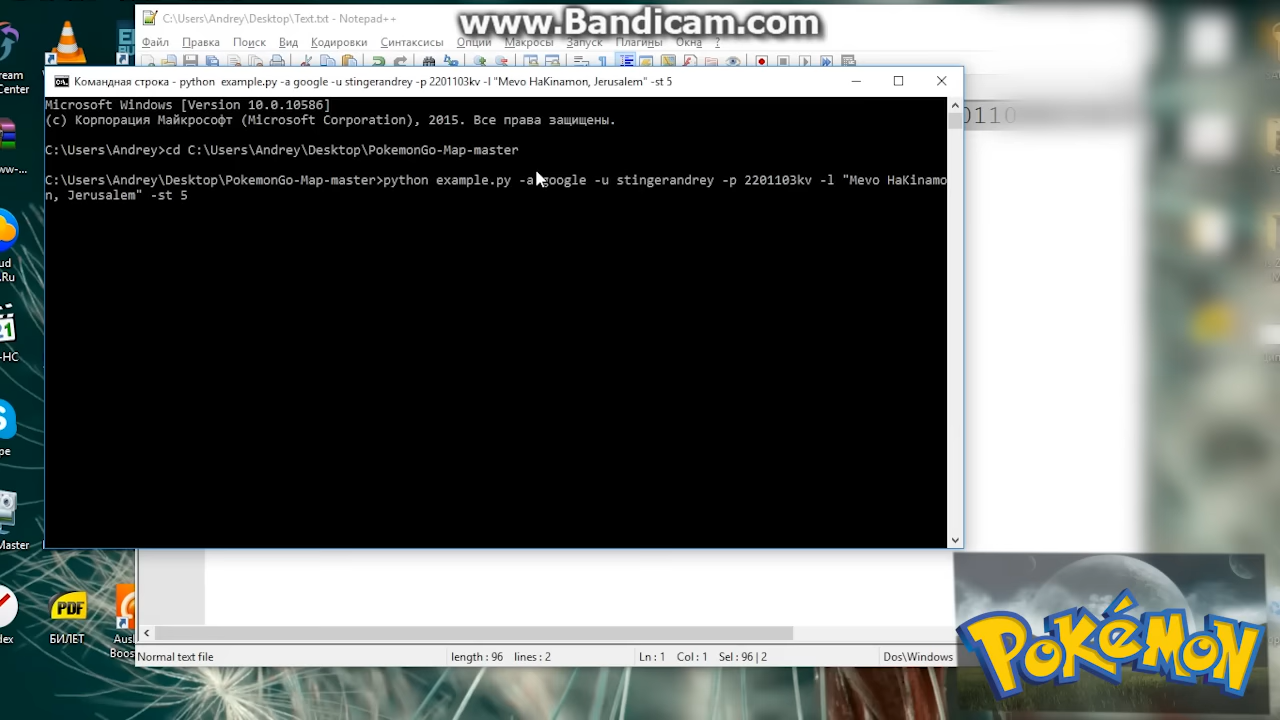 www.Bandicam.com
C:\Users\Andrey\Desktop\Text.txt - Notepad++
Файл Правка Поиск Вид Кодировки Синтаксисы Опции Макросы Запуск Плагины Окна ?
Командная строка - python example.py -a google -u stingerandrey -p 2201103kv -l "Mevo HaKinamon, Jerusalem" -st 5
Microsoft Windows [Version 10.0.10586]
(c) Корпорация Майкрософт (Microsoft Corporation), 2015. Все права защищены.
C:\Users\Andrey>cd C:\Users\Andrey\Desktop\PokemonGo-Map-master
C:\Users\Andrey\Desktop\PokemonGo-Map-master>python example.py -a google -u stingerandrey -p 2201103kv -l "Mevo HaKinamo
n, Jerusalem" -st 5
Center
PDF
БИЛЕТ
Normal text file
length : 96 lines : 2
Ln : 1 Col : 1 Sel : 96 | 2
Dos\Windows
POKéMON